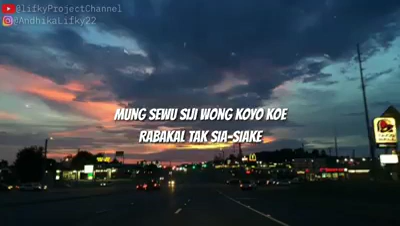 @lifkyProjectChannel
@AndhikaLifky22
MUNG SEWU SIJI WONG KOYO KOE
RABAKAL TAK SIA-SIAKE